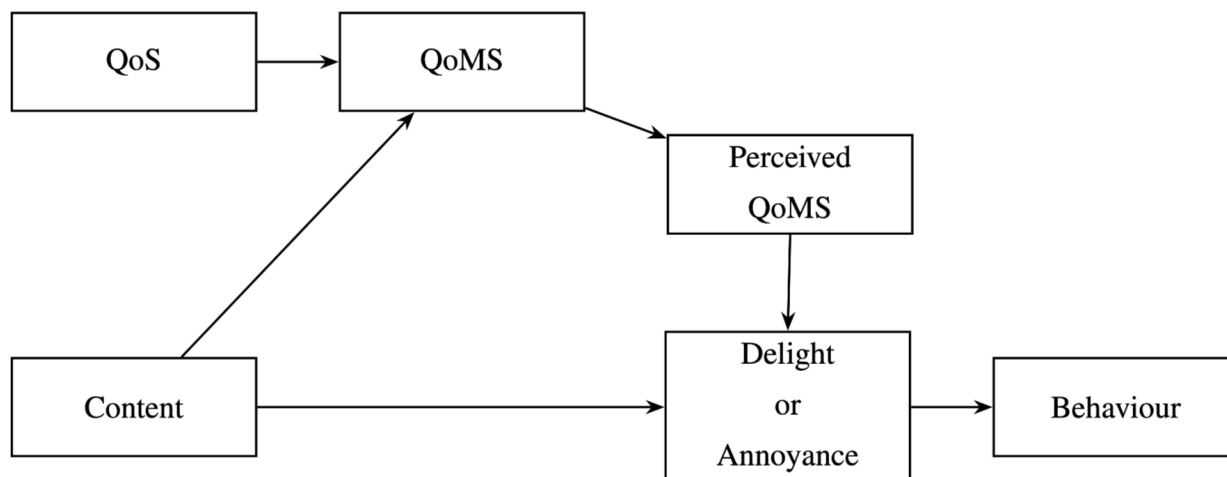 QoS
QoMS
Perceived
QoMS
Content
Delight
or
Annoyance
Behaviour